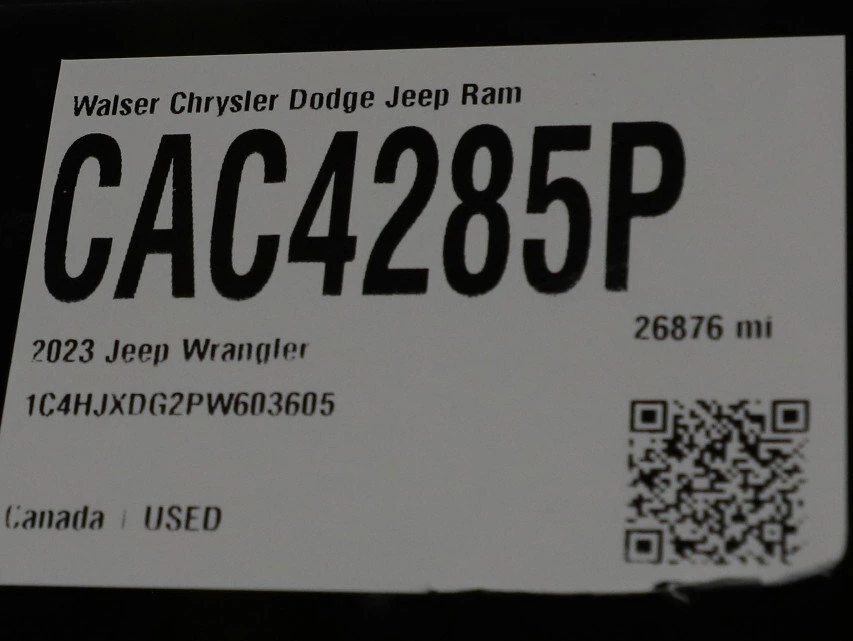 Walser Chrysler Dodge Jeep Ram
CAC4285P
26876 mi
2023 Jeep Wrangler
1C4HJXDG2PW603605
Canada | USED